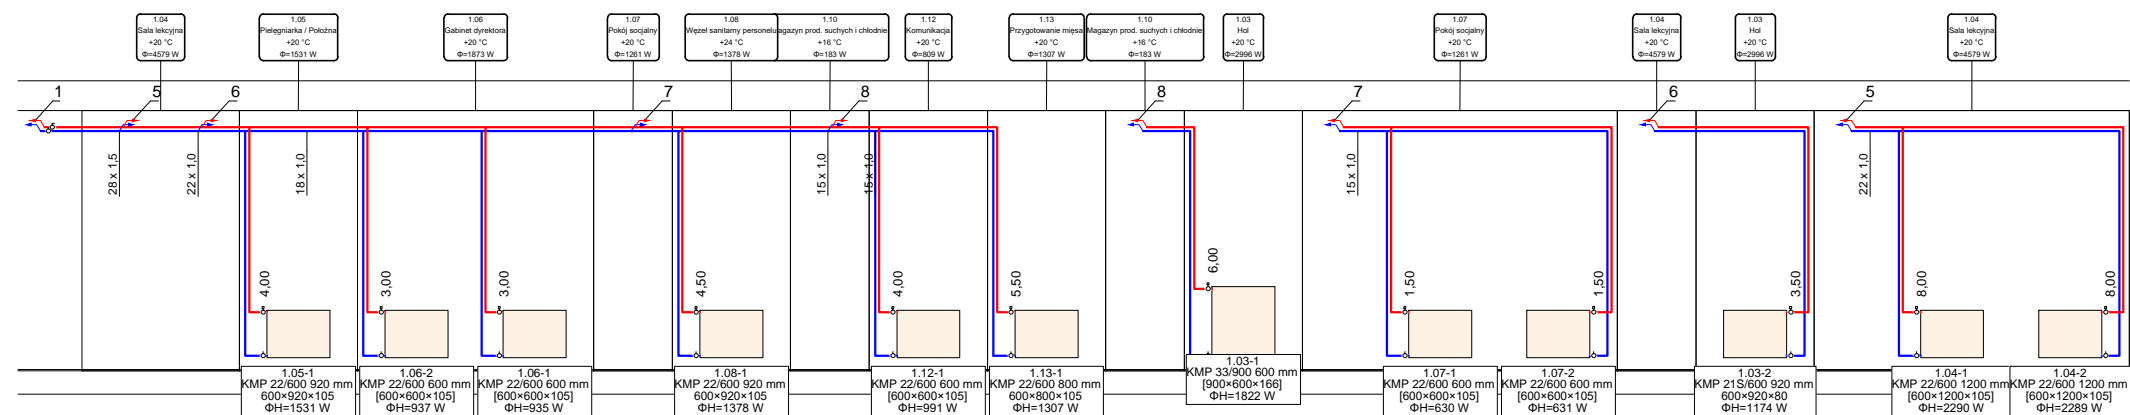 1.04
Sala lekcyjna
+20 °C
Φ=4579 W
1.05
Pielęgniarka / Położna
+20 °C
Φ=1531 W
1.06
Gabinet dyrektora
+20 °C
Φ=1873 W
1.07
Pokój socjalny
+20 °C
Φ=1261 W
1.08
Węzeł sanitarny personelu
+24 °C
Φ=1378 W
1.10
agazyn prod. suchych i chłodnie
+16 °C
Φ=183 W
1.12
Komunikacja
+20 °C
Φ=809 W
1.13
Przygotowanie mięsa
+20 °C
Φ=1307 W
1.10
Magazyn prod. suchych i chłodnie
+16 °C
Φ=183 W
1.03
Hol
+20 °C
Φ=2996 W
1.07
Pokój socjalny
+20 °C
Φ=1261 W
1.04
Sala lekcyjna
+20 °C
Φ=4579 W
1.03
Hol
+20 °C
Φ=2996 W
1.04
Sala lekcyjna
+20 °C
Φ=4579 W
1
5
6
7
8
8
7
6
5
28 x 1,5
22 x 1,0
18 x 1,0
15 x 1,0
15 x 1,0
15 x 1,0
22 x 1,0
4,00
3,00
3,00
4,50
4,00
5,50
6,00
1,50
1,50
3,50
8,00
8,00
1.05-1
KMP 22/600 920 mm
600×920×105
ΦH=1531 W
1.06-2
KMP 22/600 600 mm
[600×600×105]
ΦH=937 W
1.06-1
KMP 22/600 600 mm
[600×600×105]
ΦH=935 W
1.08-1
KMP 22/600 920 mm
600×920×105
ΦH=1378 W
1.12-1
KMP 22/600 600 mm
[600×600×105]
ΦH=991 W
1.13-1
KMP 22/600 800 mm
600×800×105
ΦH=1307 W
1.03-1
KMP 33/900 600 mm
[900×600×166]
ΦH=1822 W
1.07-1
KMP 22/600 600 mm
[600×600×105]
ΦH=630 W
1.07-2
KMP 22/600 600 mm
[600×600×105]
ΦH=631 W
1.03-2
KMP 21S/600 920 mm
600×920×80
ΦH=1174 W
1.04-1
KMP 22/600 1200 mm
[600×1200×105]
ΦH=2290 W
1.04-2
KMP 22/600 1200 mm
[600×1200×105]
ΦH=2289 W